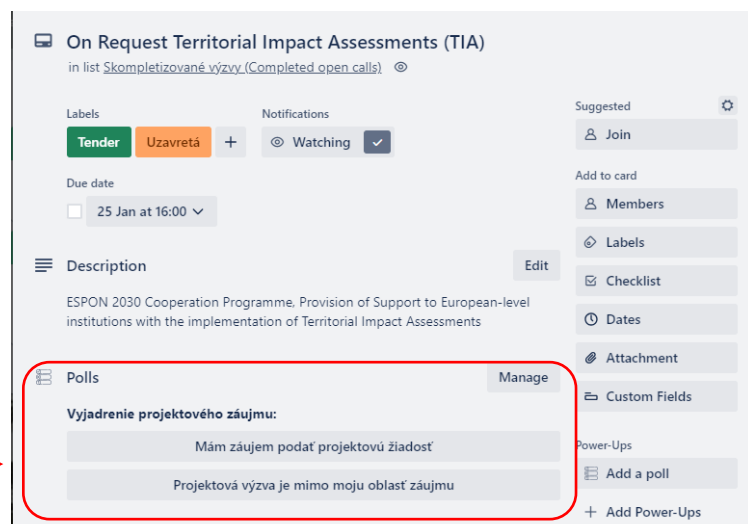 On Request Territorial Impact Assessments (TIA)
in list Skompletizované výzvy (Completed open calls)
Labels
Notifications
Tender
Uzavretá
+
Watching
Due date
25 Jan at 16:00
Description
Edit
ESPON 2030 Cooperation Programme, Provision of Support to European-level
institutions with the implementation of Territorial Impact Assessments
Polls
Manage
Vyjadrenie projektového záujmu:
Mám záujem podať projektovú žiadosť
Projektová výzva je mimo moju oblasť záujmu
Suggested
Join
Add to card
Members
Labels
Checklist
Dates
Attachment
Custom Fields
Power-Ups
Add a poll
+ Add Power-Ups